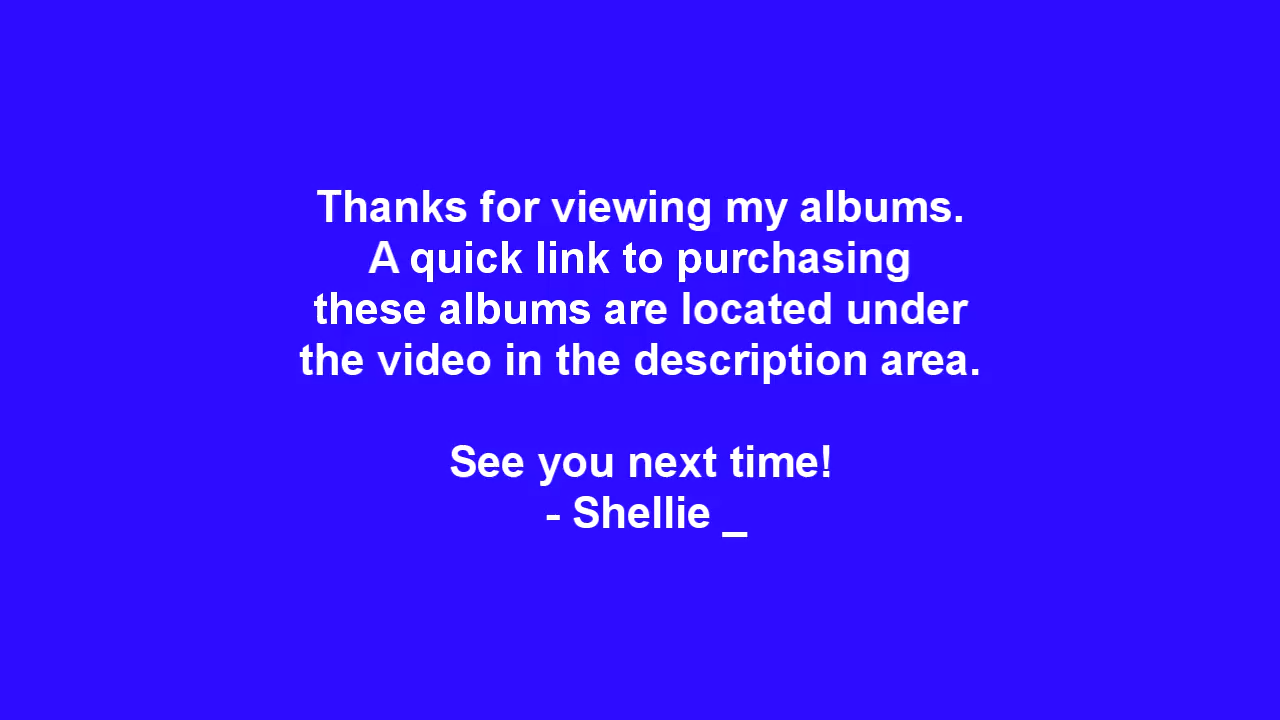 Thanks for viewing my albums.
A quick link to purchasing
these albums are located under
the video in the description area.
See you next time!
- Shellie _